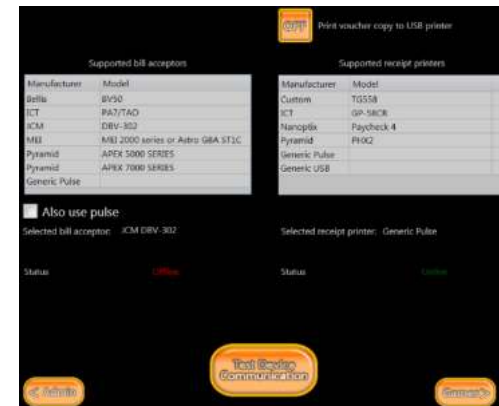 OFF Print voucher copy to USB printer
Supported bill acceptors
Manufacturer Model
Bellis BV50
ICT PA7/TAO
JCM DBV-302
MEI MEI 2000 series or Astro GBA ST1C
Pyramid APEX 5000 SERIES
Pyramid APEX 7000 SERIES
Generic Pulse
Supported receipt printers
Manufacturer Model
Custom TG558
ICT GP-58CR
Nanoptix Paycheck 4
Pyramid PHX2
Generic Pulse
Generic USB
Also use pulse
Selected bill acceptor: JCM DBV-302
Selected receipt printer: Generic Pulse
Status Offline
Status Online
Test Device
Communication
< Admin
Games >